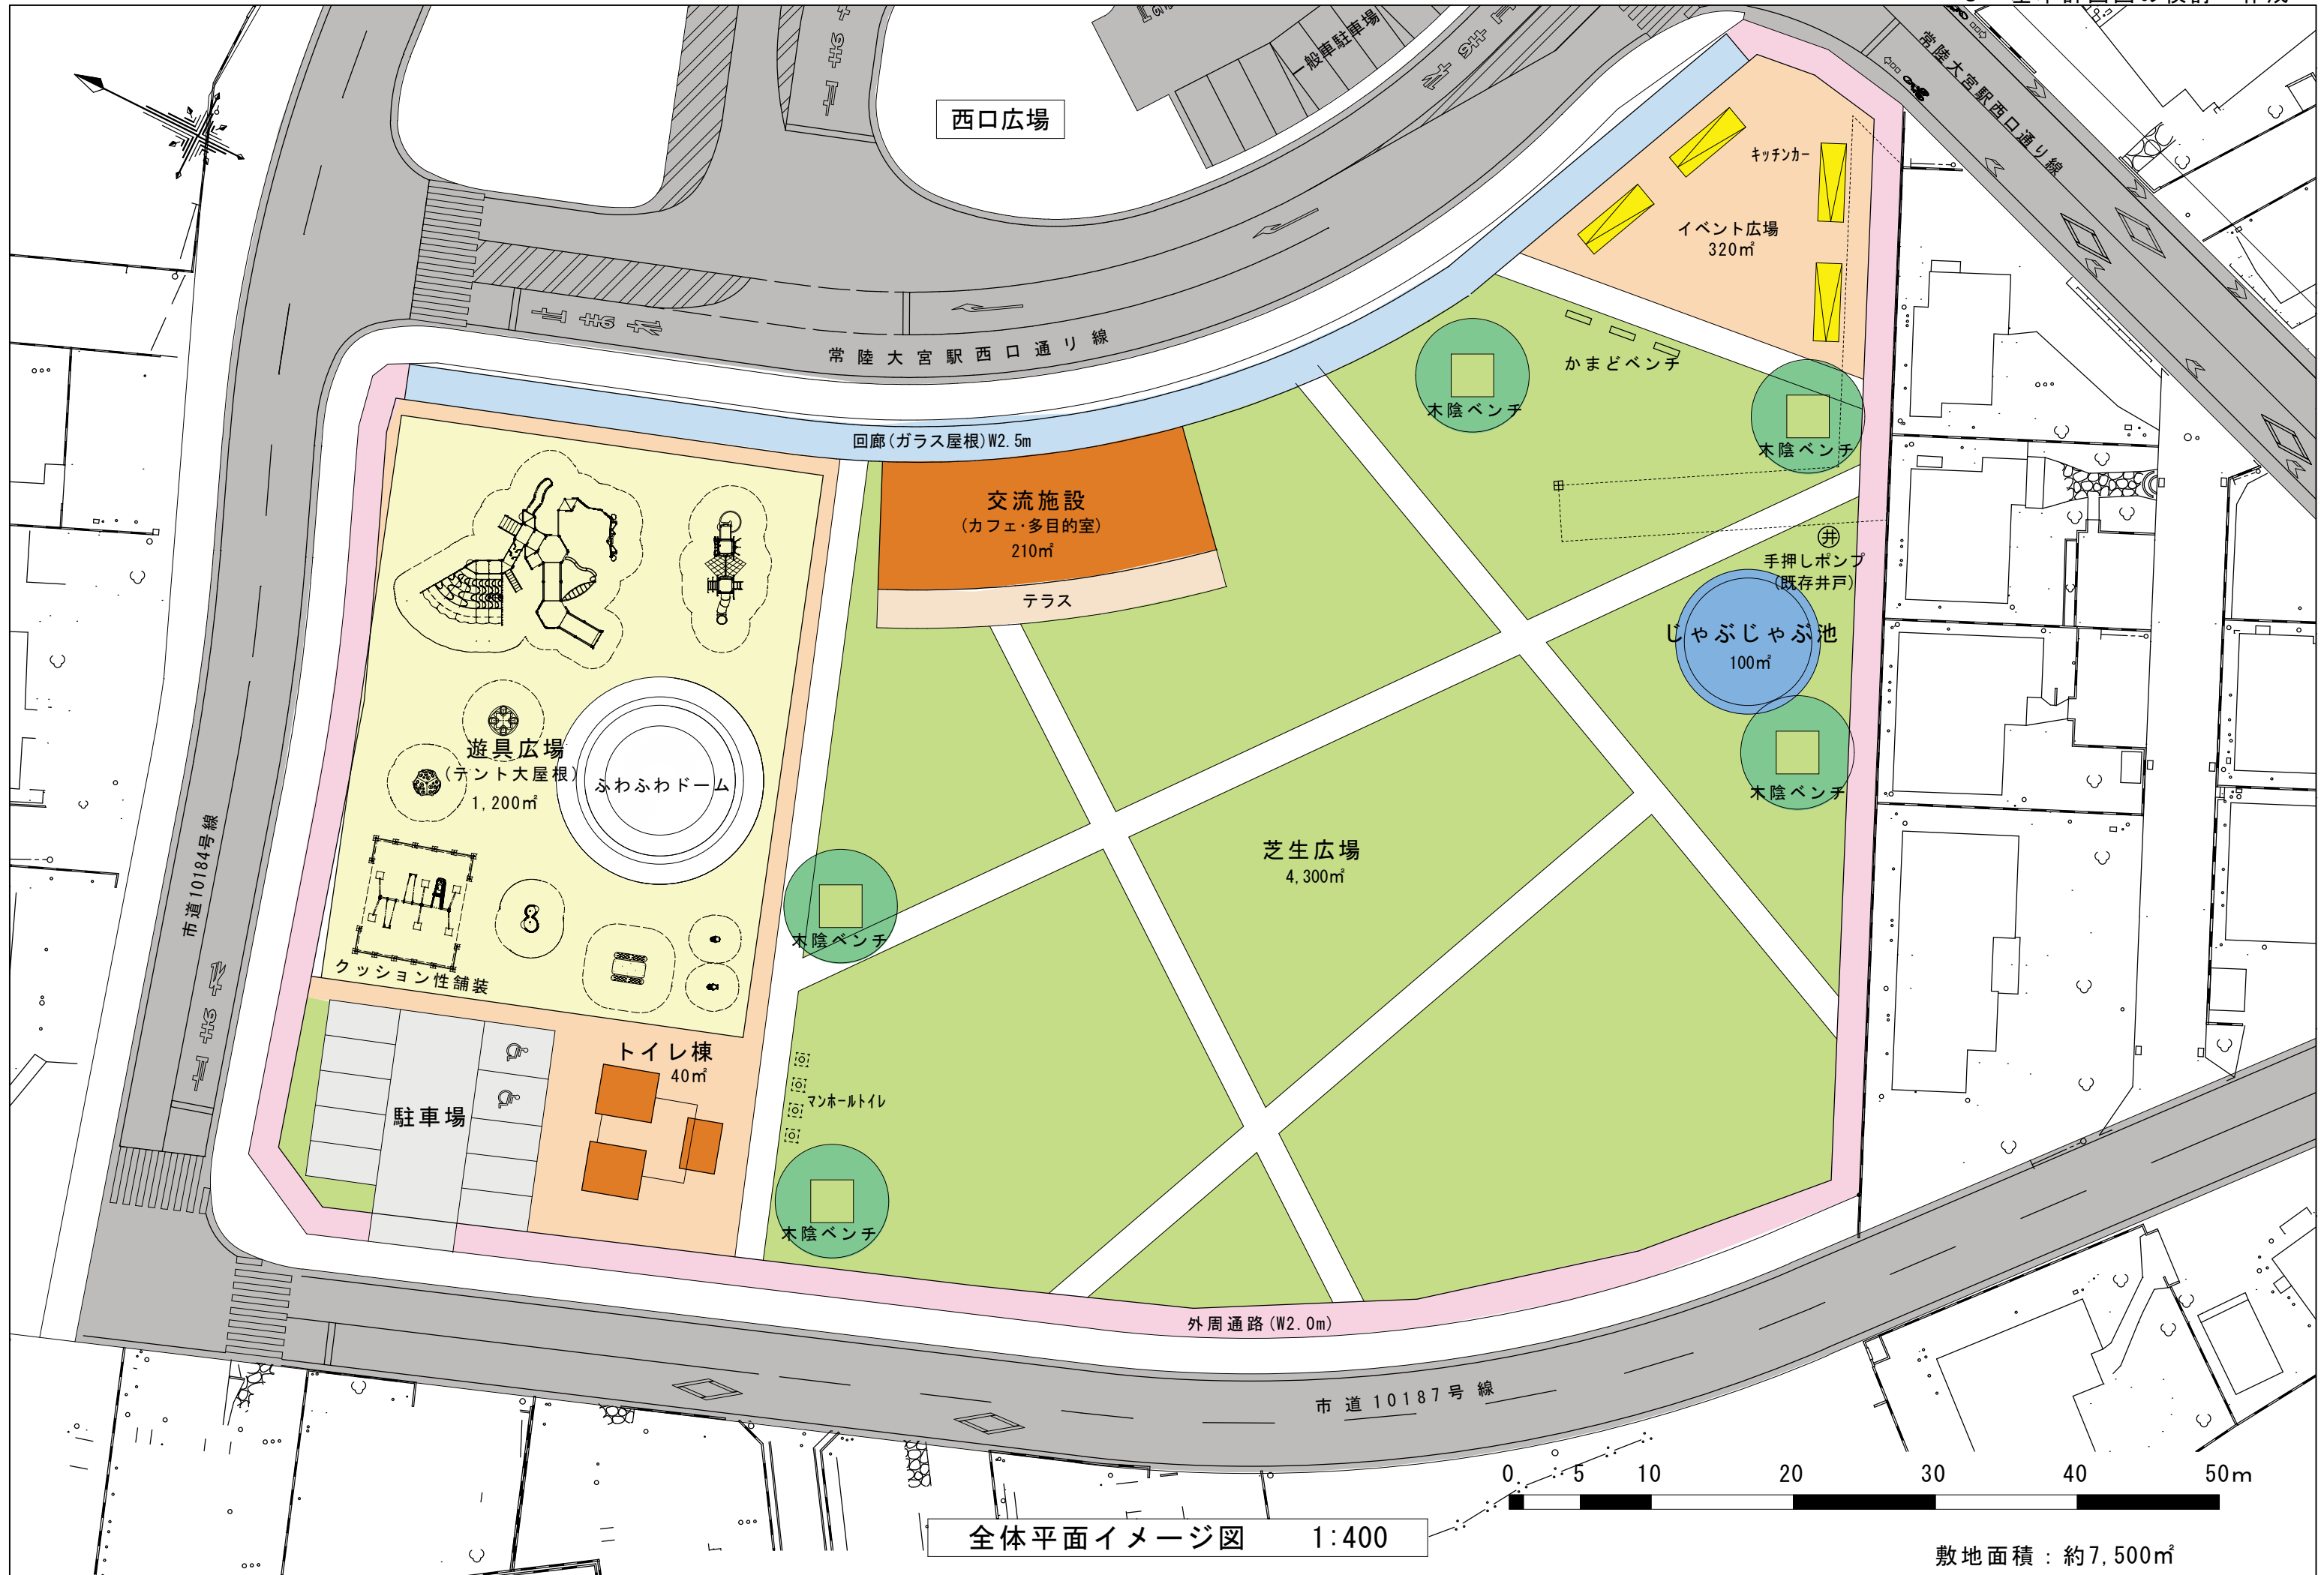 西口広場
一般車駐車場
常陸大宮駅西口通り線
キッチンカー
イベント広場
320㎡
常陸大宮駅西口通り線
かまどベンチ
木陰ベンチ
木陰ベンチ
回廊(ガラス屋根)W2.5m
交流施設
(カフェ・多目的室)
210㎡
テラス
井
手押しポンプ
(既存井戸)
じゃぶじゃぶ池
100㎡
木陰ベンチ
遊具広場
(テント大屋根)
1,200㎡
ふわふわドーム
市道10184号線
芝生広場
4,300㎡
木陰ベンチ
クッション性舗装
トイレ棟
40㎡
駐車場
マンホールトイレ
木陰ベンチ
外周通路(W2.0m)
市道10187号線
0 5 10 20 30 40 50m
全体平面イメージ図 1:400
敷地面積：約7,500㎡